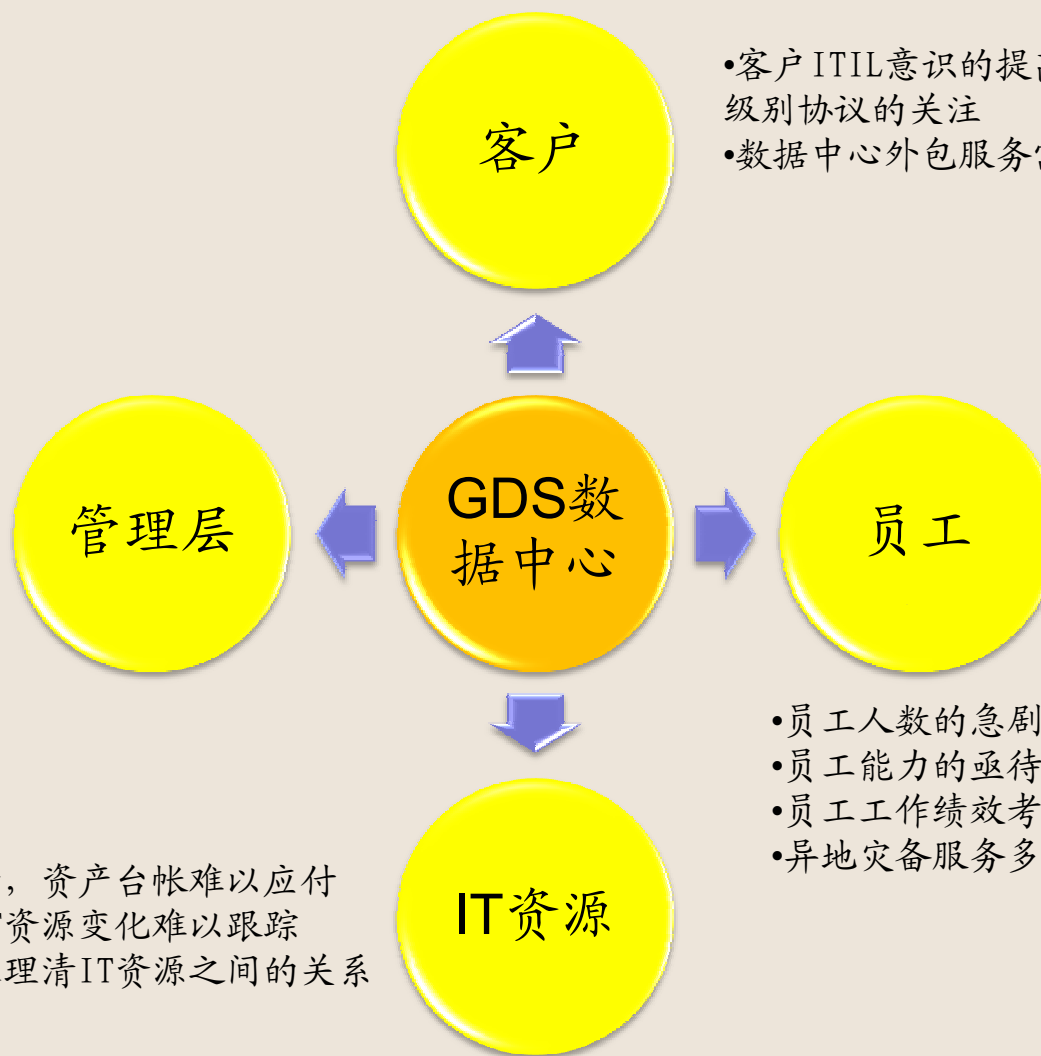 •客户ITIL意识的提高
级别协议的关注
•数据中心外包服务
客户
管理层
GDS数
据中心
员工
•员工人数的急剧
•员工能力的亟待
•员工工作绩效考
•异地灾备服务多
，资产台帐难以应付
资源变化难以跟踪
理清IT资源之间的关系
IT资源